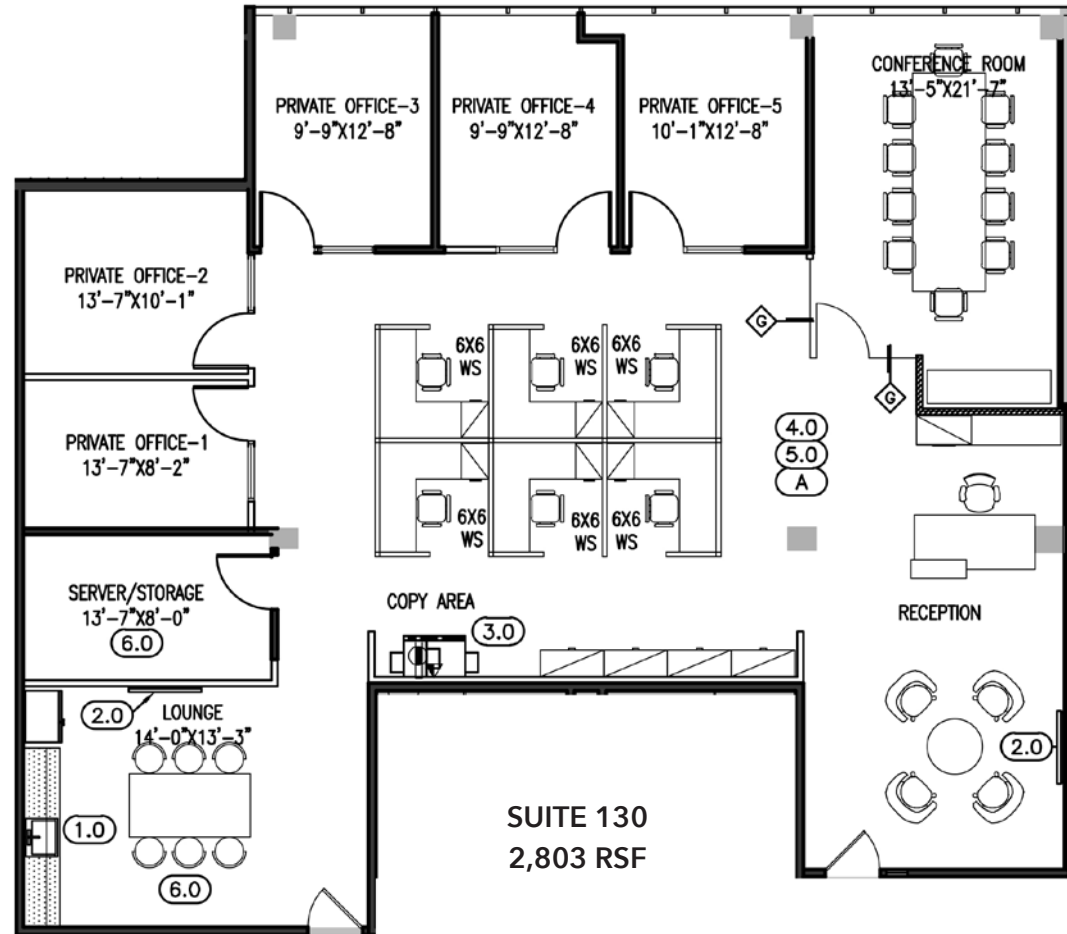 PRIVATE OFFICE-3
9'-9"X12'-8"
PRIVATE OFFICE-4
9'-9"X12'-8"
PRIVATE OFFICE-5
10'-1"X12'-8"
CONFERENCE ROOM
13'-5"X21'-7"
PRIVATE OFFICE-2
13'-7"X10'-1"
G
6X6
WS
6X6
WS
6X6
WS
G
PRIVATE OFFICE-1
13'-7"X8'-2"
4.0
5.0
A
6X6
WS
6X6
WS
6X6
WS
SERVER/STORAGE
13'-7"X8'-0"
6.0
COPY AREA
3.0
RECEPTION
2.0
LOUNGE
14'-0"X13'-3"
2.0
1.0
6.0
SUITE 130
2,803 RSF